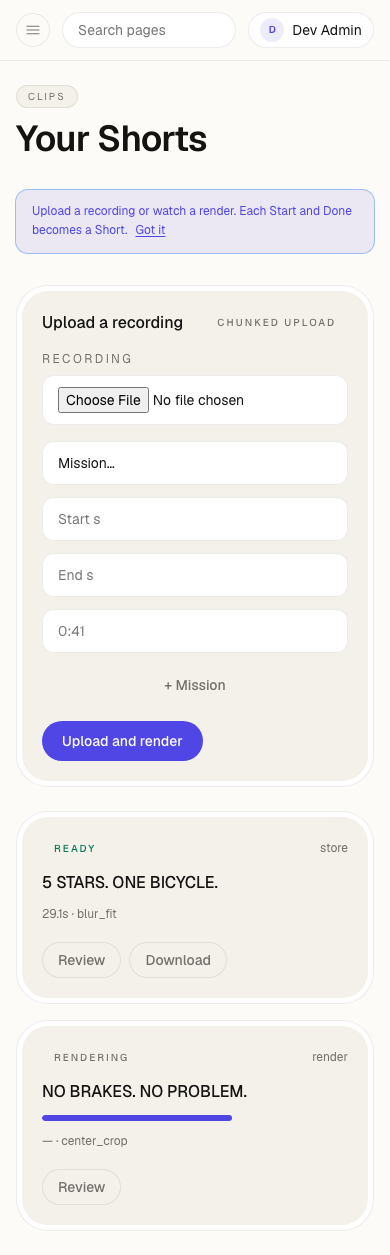 Search pages
D
Dev Admin
CLIPS
Your Shorts
Upload a recording or watch a render. Each Start and Done
becomes a Short. Got it
Upload a recording
CHUNKED UPLOAD
RECORDING
Choose File No file chosen
Mission…
Start s
End s
0:41
+ Mission
Upload and render
READY
store
5 STARS. ONE BICYCLE.
29.1s · blur_fit
Review
Download
RENDERING
render
NO BRAKES. NO PROBLEM.
— · center_crop
Review